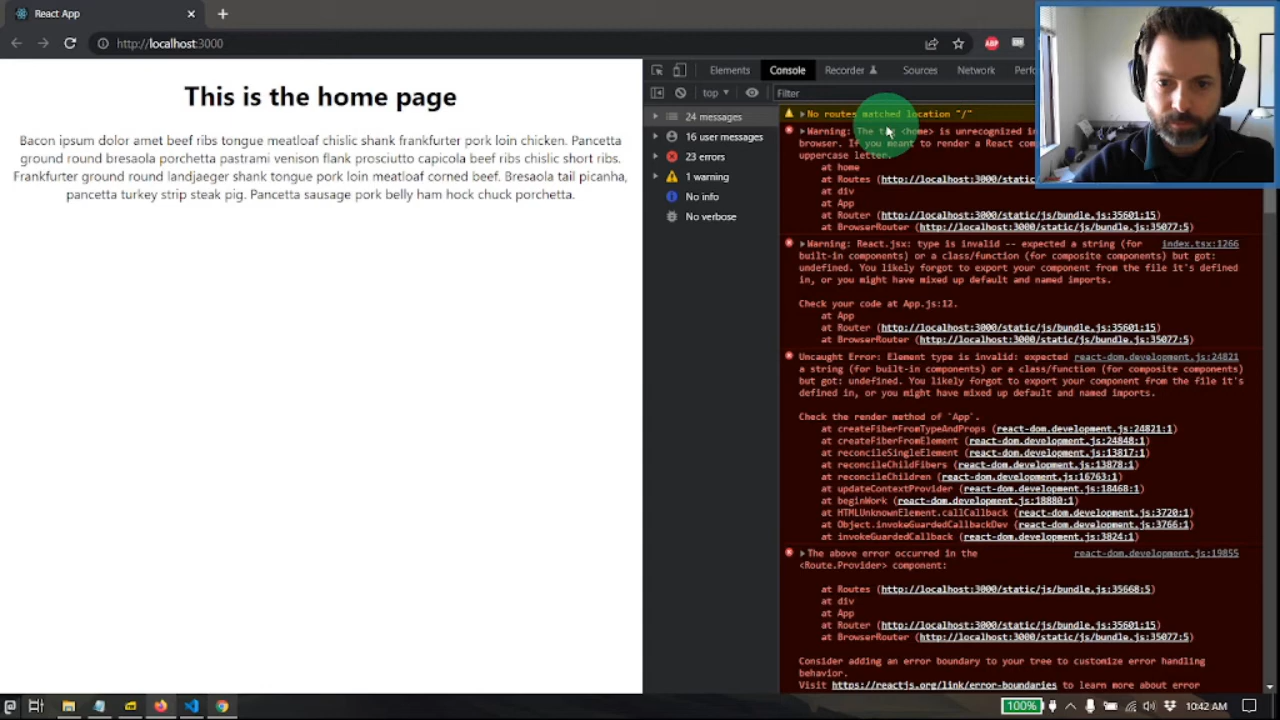 React App
http://localhost:3000
ABP
Elements
Console
Recorder
Sources
Network
top
Filter
This is the home page
Bacon ipsum dolor amet beef ribs tongue meatloaf chislic shank frankfurter pork loin chicken. Pancetta
ground round bresaola porchetta pastrami venison flank prosciutto capicola beef ribs chislic short ribs.
Frankfurter ground round landjaeger shank tongue pork loin meatloaf corned beef. Bresaola tail picanha,
pancetta turkey strip steak pig. Pancetta sausage pork belly ham hock chuck porchetta.
24 messages
16 user messages
23 errors
1 warning
No info
No verbose
No routes matched location "/"
Warning: The tag <home> is unrecognized in
browser. If you meant to render a React com
uppercase letter.
at home
at Routes (http://localhost:3000/static
at div
at App
at Router (http://localhost:3000/static/js/bundle.js:35601:15)
at BrowserRouter (http://localhost:3000/static/js/bundle.js:35077:5)
Warning: React.jsx: type is invalid -- expected a string (for index.tsx:1266
built-in components) or a class/function (for composite components) but got:
undefined. You likely forgot to export your component from the file it's defined
in, or you might have mixed up default and named imports.
Check your code at App.js:12.
at App
at Router (http://localhost:3000/static/js/bundle.js:35601:15)
at BrowserRouter (http://localhost:3000/static/js/bundle.js:35077:5)
Uncaught Error: Element type is invalid: expected react-dom.development.js:24821
a string (for built-in components) or a class/function (for composite components)
but got: undefined. You likely forgot to export your component from the file it's
defined in, or you might have mixed up default and named imports.
Check the render method of `App`.
at createFiberFromTypeAndProps (react-dom.development.js:24821:1)
at createFiberFromElement (react-dom.development.js:24848:1)
at reconcileSingleElement (react-dom.development.js:13817:1)
at reconcileChildFibers (react-dom.development.js:13878:1)
at reconcileChildren (react-dom.development.js:16763:1)
at updateContextProvider (react-dom.development.js:18468:1)
at beginWork (react-dom.development.js:18880:1)
at HTMLUnknownElement.callCallback (react-dom.development.js:3720:1)
at Object.invokeGuardedCallbackDev (react-dom.development.js:3766:1)
at invokeGuardedCallback (react-dom.development.js:3824:1)
The above error occurred in the react-dom.development.js:19855
<Route.Provider> component:
at Routes (http://localhost:3000/static/js/bundle.js:35668:5)
at div
at App
at Router (http://localhost:3000/static/js/bundle.js:35601:15)
at BrowserRouter (http://localhost:3000/static/js/bundle.js:35077:5)
Consider adding an error boundary to your tree to customize error handling
behavior.
Visit https://reactjs.org/link/error-boundaries to learn more about error
100%
10:42 AM